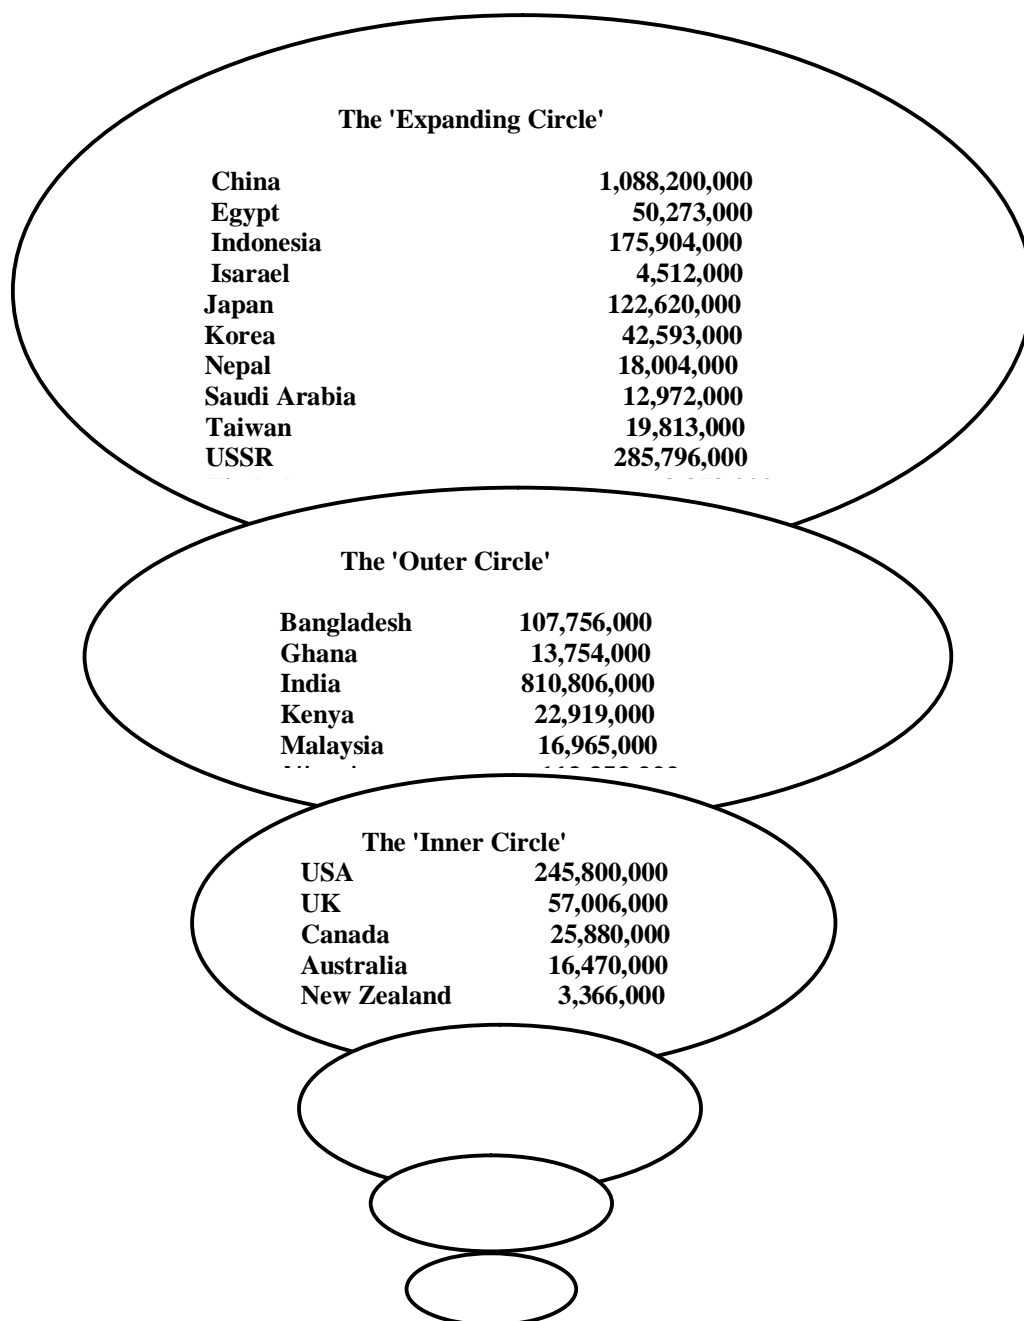 The 'Expanding Circle'
China 1,088,200,000
Egypt 50,273,000
Indonesia 175,904,000
Isarael 4,512,000
Japan 122,620,000
Korea 42,593,000
Nepal 18,004,000
Saudi Arabia 12,972,000
Taiwan 19,813,000
USSR 285,796,000
The 'Outer Circle'
Bangladesh 107,756,000
Ghana 13,754,000
India 810,806,000
Kenya 22,919,000
Malaysia 16,965,000
The 'Inner Circle'
USA 245,800,000
UK 57,006,000
Canada 25,880,000
Australia 16,470,000
New Zealand 3,366,000